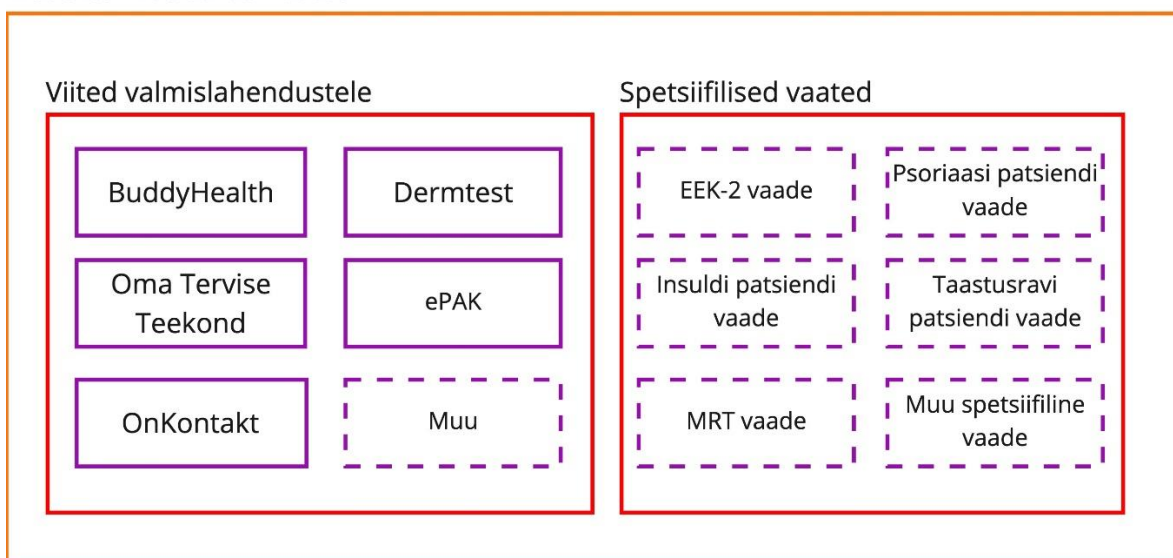 Viited valmislahendustele
BuddyHealth
Dermtest
Oma Tervise
Teekond
ePAK
OnKontakt
Muu
Spetsiifilised vaated
EEK-2 vaade
Psoriaasi patsiendi
vaade
Insuldi patsiendi
vaade
Taastusravi
patsiendi vaade
MRT vaade
Muu spetsiifiline
vaade